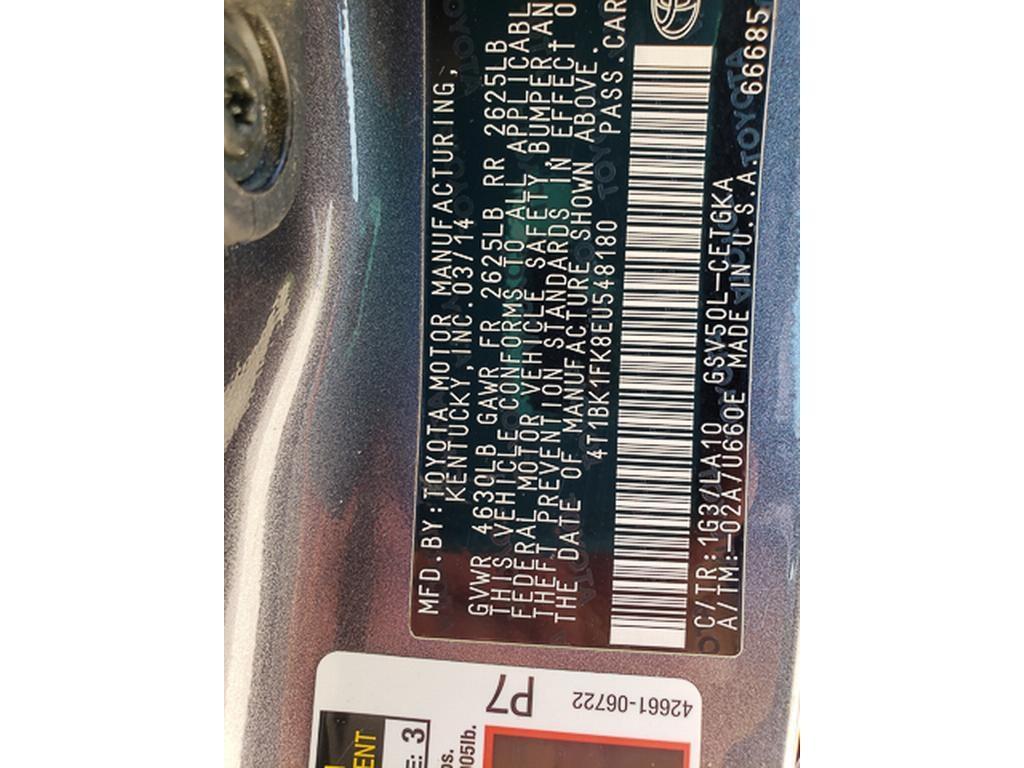 MFD.BY:TOYOTA MOTOR MANUFACTURING,
KENTUCKY, INC. 03/14
GVWR 4630LB GAWR FR 2625LB RR 2625LB
THIS VEHICLE CONFORMS TO ALL APPLICABL
FEDERAL MOTOR VEHICLE SAFETY, BUMPER AN
THEFT PREVENTION STANDARDS IN EFFECT O
THE DATE OF MANUFACTURE SHOWN ABOVE.
4T1BK1FK8EU548180 PASS.CAR
C/TR:1G3/LA10 GSV50L-CETGKA
A/TM:-02A/U660E MADE IN U.S.A. 66685
P7
42661-06722
ENT
E: 3
os.
005lb.